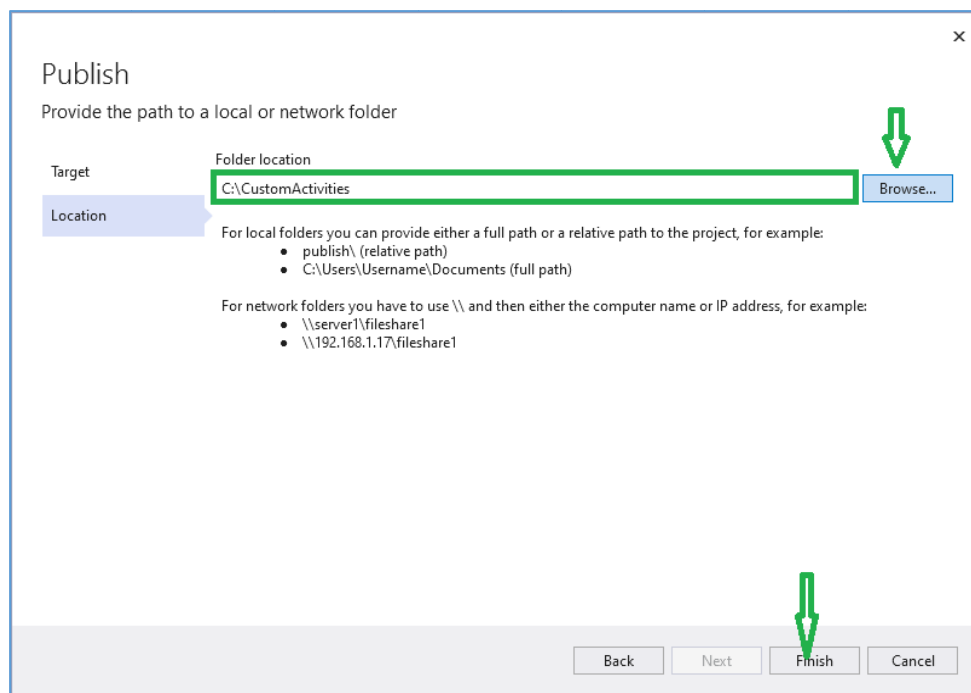 Publish
Provide the path to a local or network folder
Target
Location
Folder location
C:\CustomActivities
Browse...
For local folders you can provide either a full path or a relative path to the project, for example:
● publish\ (relative path)
● C:\Users\Username\Documents (full path)
For network folders you have to use \\ and then either the computer name or IP address, for example:
● \\server1\fileshare1
● \\192.168.1.17\fileshare1
Back
Next
Finish
Cancel